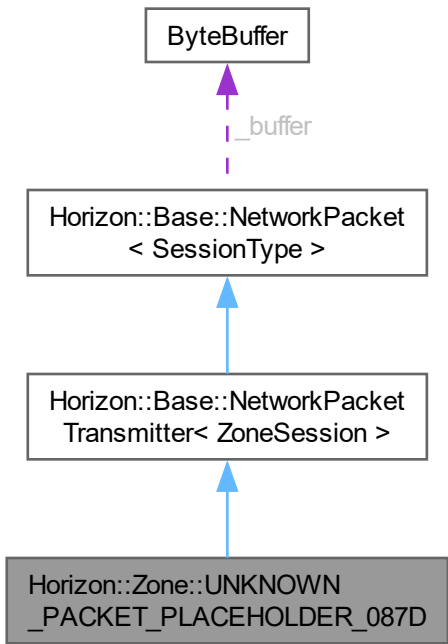 ByteBuffer
_buffer
Horizon::Base::NetworkPacket
< SessionType >
Horizon::Base::NetworkPacket
Transmitter< ZoneSession >
Horizon::Zone::UNKNOWN
_PACKET_PLACEHOLDER_087D